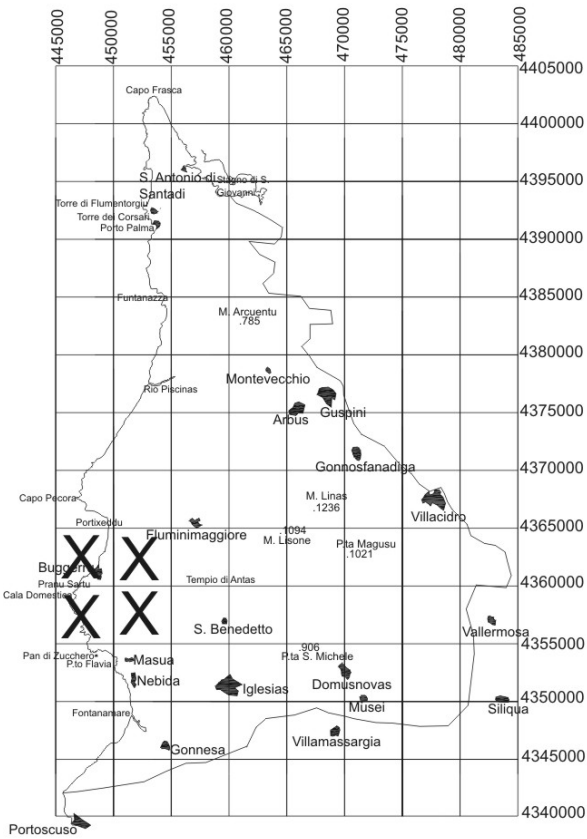 445000
450000
455000
460000
465000
470000
475000
480000
485000
4405000
Capo Frasca
4400000
S. Antonio di
Santadi
Stagno di S.
Giovanni
4395000
Torre di Flumentorgiu
Torre dei Corsari
Porto Palma
4390000
Funtanazza
4385000
M. Arcuentu
.785
4380000
Montevecchio
Rio Piscinas
Arbus
Guspini
4375000
Gonnosfanadiga
4370000
Capo Pecora
M. Linas
.1236
Villacidro
Portixeddu
Fluminimaggiore
.1094
M. Lisone
4365000
P.ta Magusu
.1021
X X
Buggerru
Pranu Sartu
Tempio di Antas
4360000
Cala Domestica
X X
S. Benedetto
Vallermosa
4355000
.906
P.ta S. Michele
Pan di Zucchero
P.to Flavia
Masua
Nebida
Iglesias
Domusnovas
Musei
4350000
Siliqua
Fontanamare
Gonnesa
Villamassargia
4345000
4340000
Portoscuso